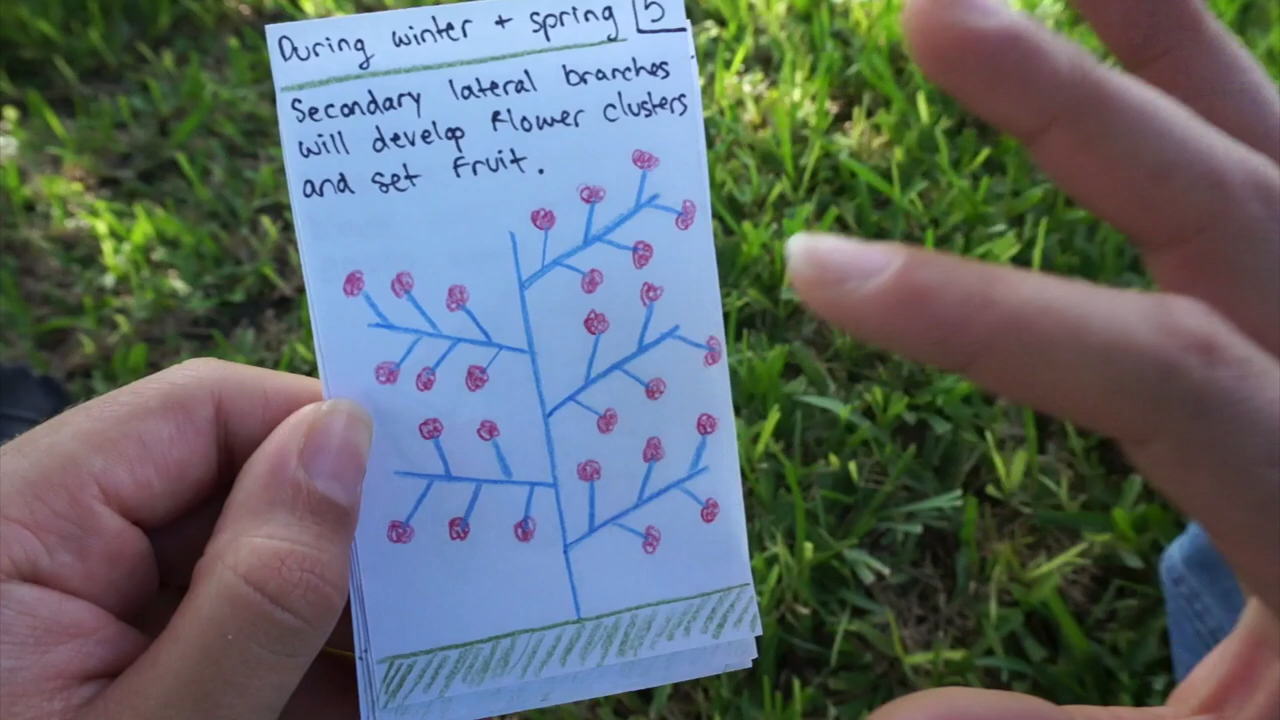 During winter + spring 5
Secondary lateral branches
will develop flower clusters
and set fruit.